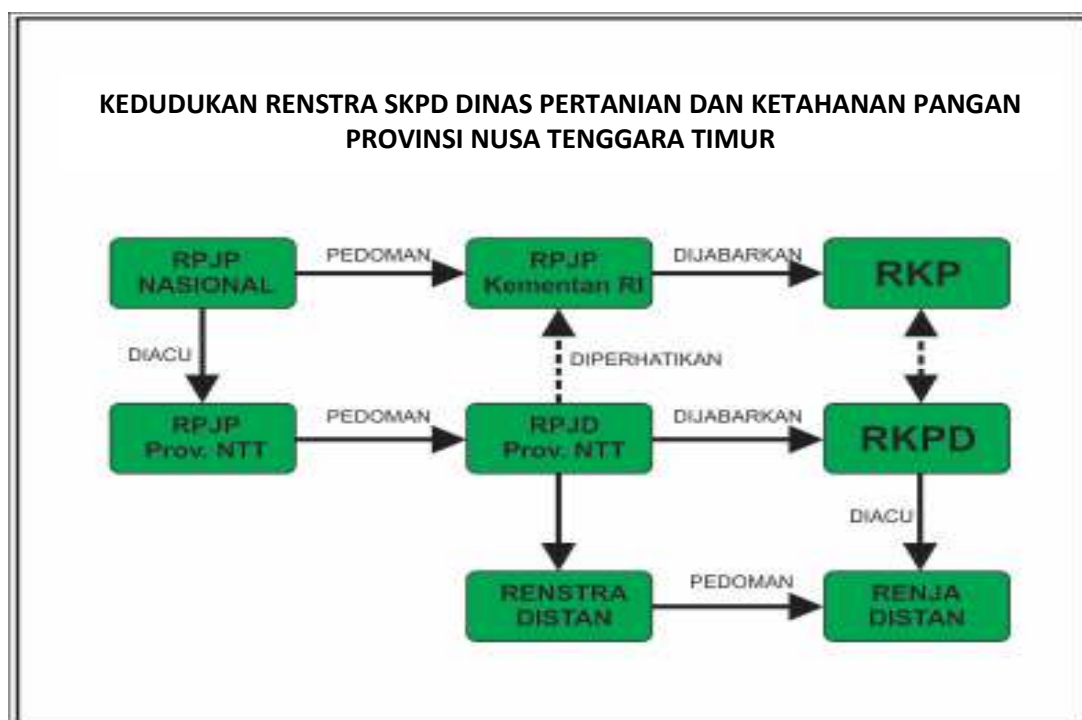 KEDUDUKAN RENSTRA SKPD DINAS PERTANIAN DAN KETAHANAN PANGAN
PROVINSI NUSA TENGGARA TIMUR
RPJP
NASIONAL
PEDOMAN
RPJP
Kementan RI
DIJABARKAN
RKP
DIACU
DIPERHATIKAN
RPJP
Prov. NTT
PEDOMAN
RPJD
Prov. NTT
DIJABARKAN
RKPD
DIACU
RENSTRA
DISTAN
PEDOMAN
RENJA
DISTAN